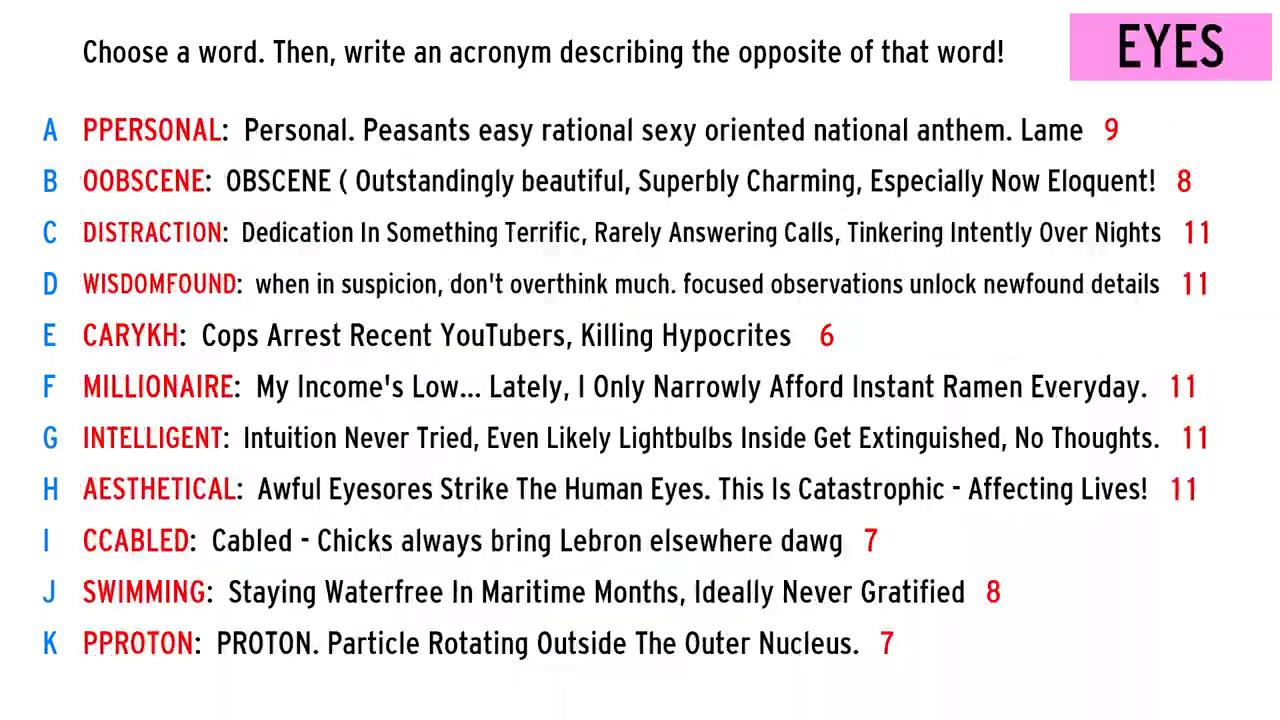 Choose a word. Then, write an acronym describing the opposite of that word!
EYES
A PPERSONAL: Personal. Peasants easy rational sexy oriented national anthem. Lame 9
B OOBSCENE: OBSCENE ( Outstandingly beautiful, Superbly Charming, Especially Now Eloquent! 8
C DISTRACTION: Dedication In Something Terrific, Rarely Answering Calls, Tinkering Intently Over Nights 11
D WISDOMFOUND: when in suspicion, don't overthink much. focused observations unlock newfound details 11
E CARYKH: Cops Arrest Recent YouTubers, Killing Hypocrites 6
F MILLIONAIRE: My Income's Low... Lately, I Only Narrowly Afford Instant Ramen Everyday. 11
G INTELLIGENT: Intuition Never Tried, Even Likely Lightbulbs Inside Get Extinguished, No Thoughts. 11
H AESTHETICAL: Awful Eyesores Strike The Human Eyes. This Is Catastrophic - Affecting Lives! 11
I CCABLED: Cabled - Chicks always bring Lebron elsewhere dawg 7
J SWIMMING: Staying Waterfree In Maritime Months, Ideally Never Gratified 8
K PPROTON: PROTON. Particle Rotating Outside The Outer Nucleus. 7